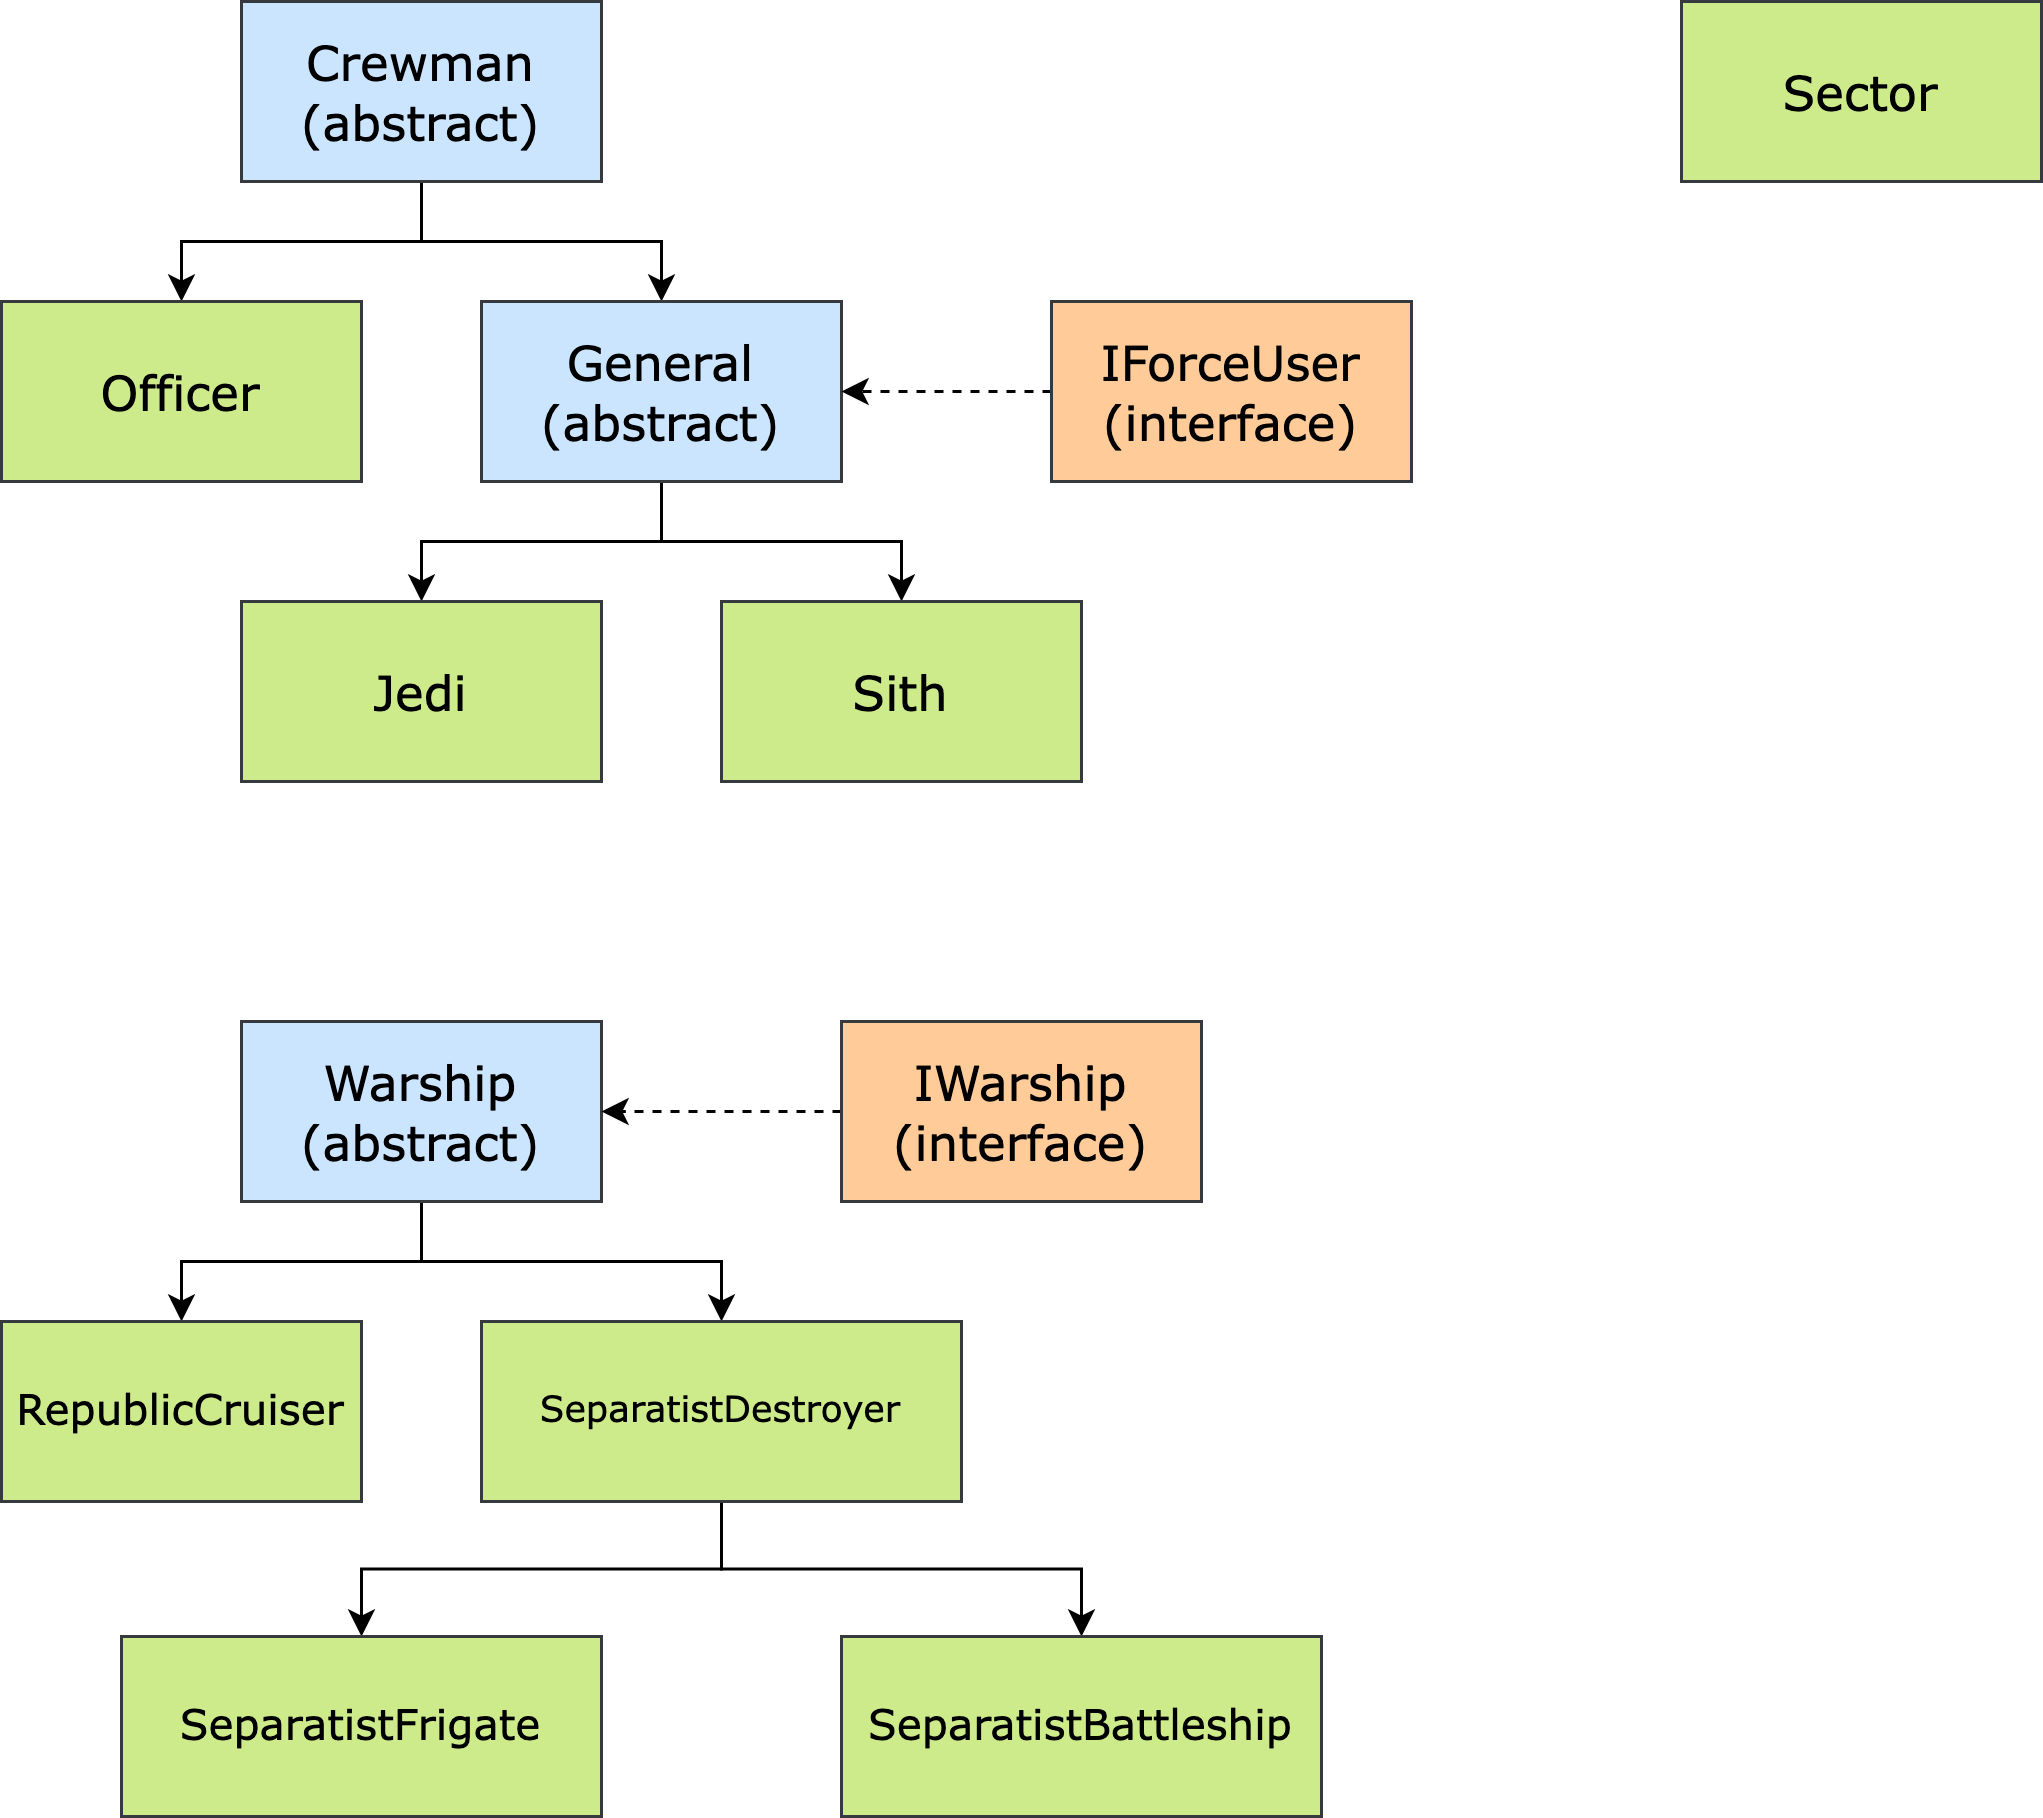 Crewman
(abstract)
Sector
Officer
General
(abstract)
IForceUser
(interface)
Jedi
Sith
Warship
(abstract)
IWarship
(interface)
RepublicCruiser
SeparatistDestroyer
SeparatistFrigate
SeparatistBattleship